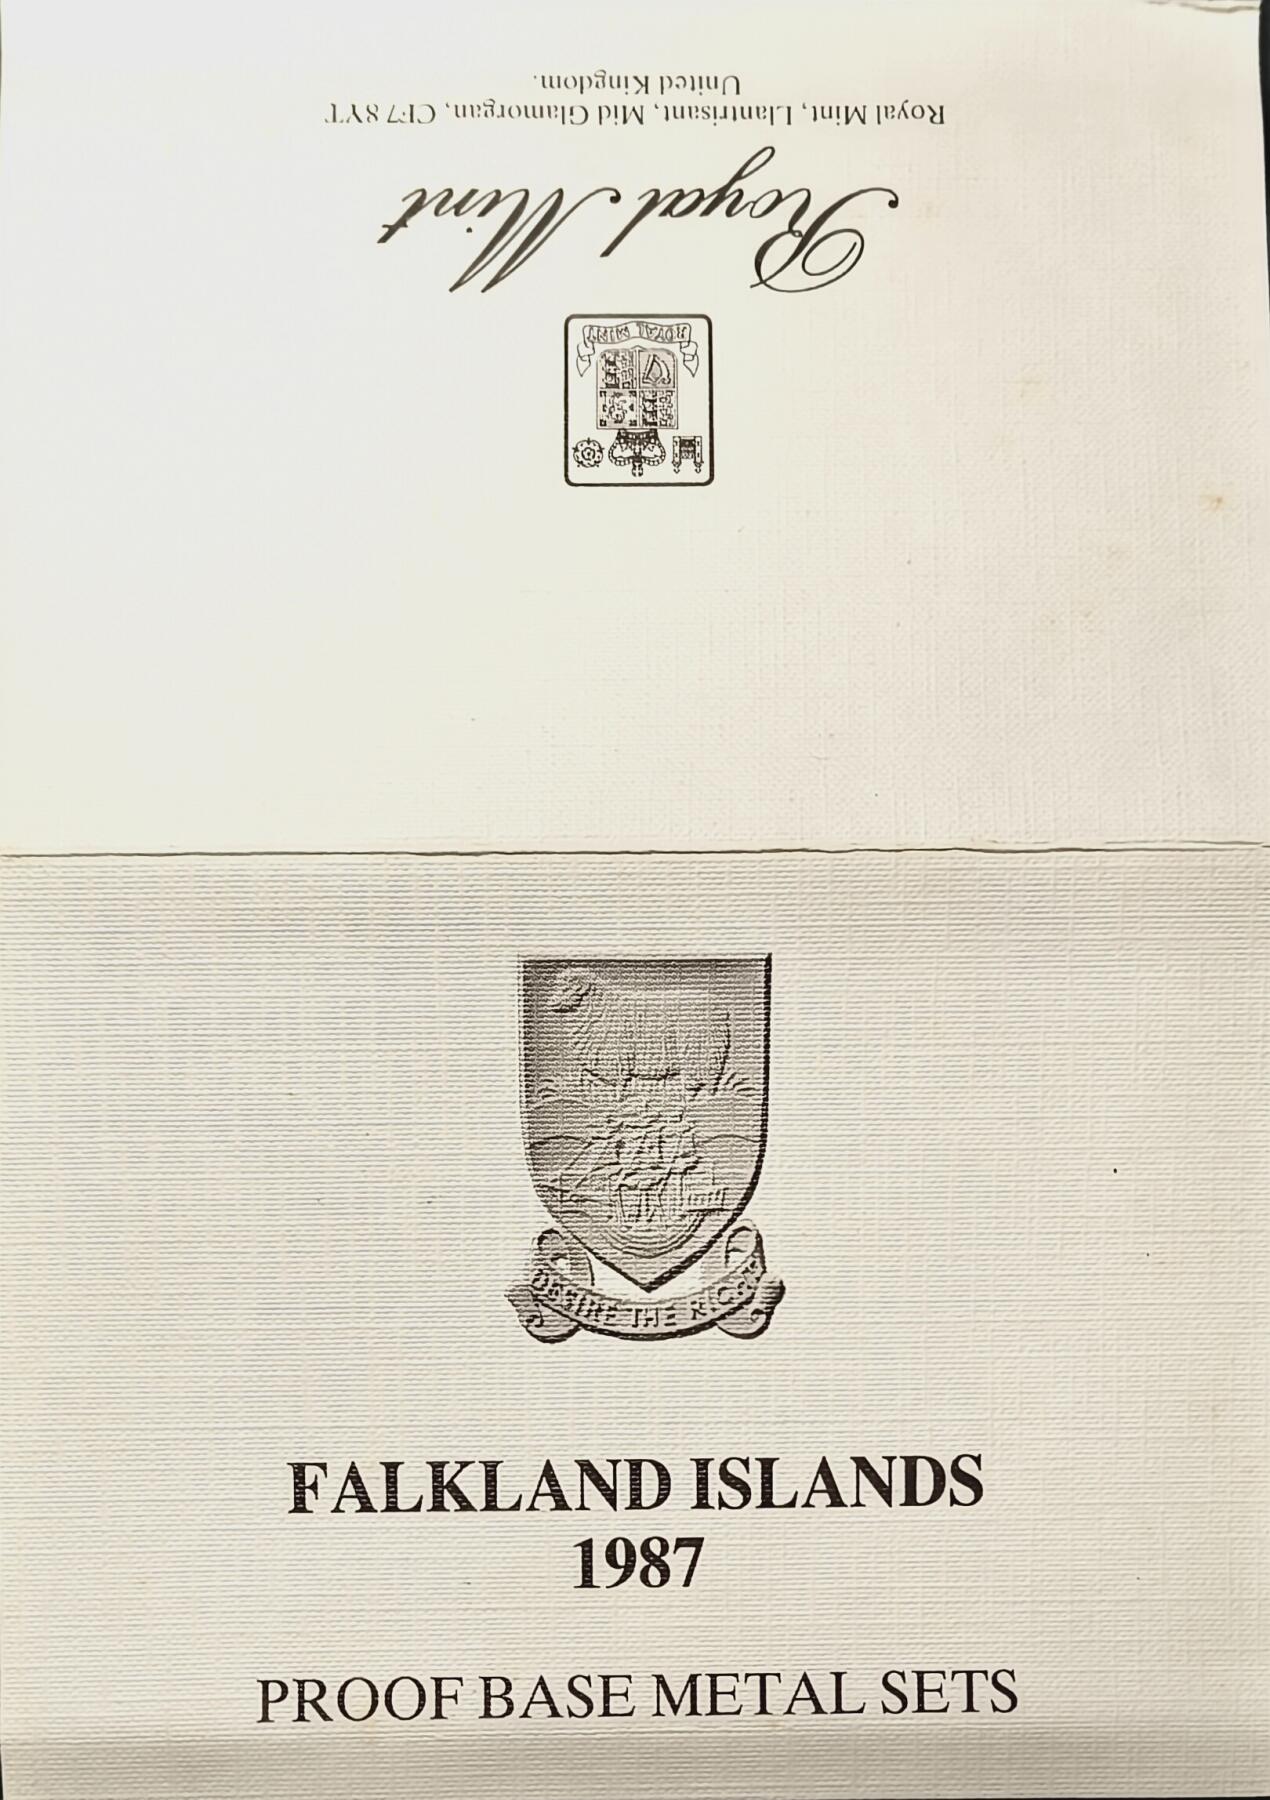 Royal Mint
Royal Mint, Llantrisant, Mid Glamorgan, CF7 8YT
United Kingdom.
ROYAL MINT
DESIRE THE RIGHT
FALKLAND ISLANDS
1987
PROOF BASE METAL SETS